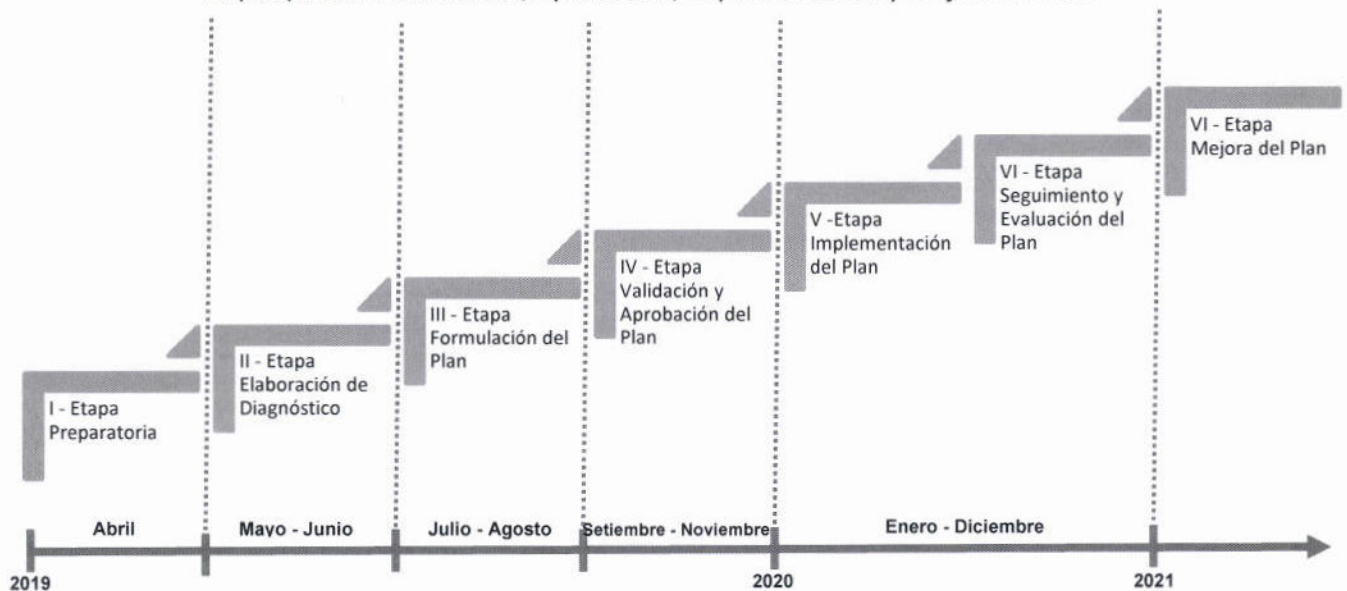 I - Etapa
Preparatoria
II - Etapa
Elaboración de
Diagnóstico
III - Etapa
Formulación del
Plan
IV - Etapa
Validación y
Aprobación del
Plan
V -Etapa
Implementación
del Plan
VI - Etapa
Seguimiento y
Evaluación del
Plan
VI - Etapa
Mejora del Plan
Abril
Mayo - Junio
Julio - Agosto
Setiembre - Noviembre
Enero - Diciembre
2019
2020
2021